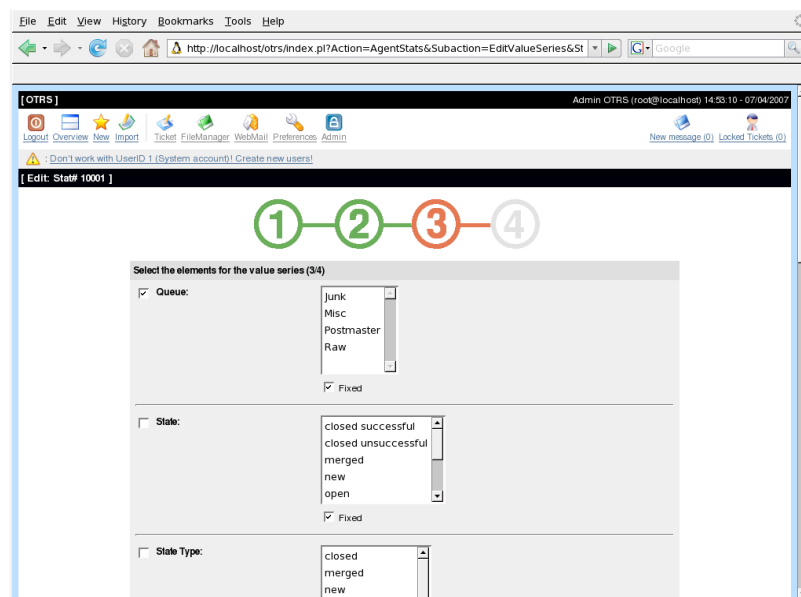 File Edit View History Bookmarks Tools Help
http://localhost/otrs/index.pl?Action=AgentStats&Subaction=EditValueSeries&St
G Google
[ OTRS ] Admin OTRS (root@localhost) 14:53:10 - 07/04/2007
Logout Overview New Import Ticket FileManager WebMail Preferences Admin New message (0) Locked Tickets (0)
: Don't work with UserID 1 (System account)! Create new users!
[ Edit: Stat# 10001 ]
1 2 3 4
Select the elements for the value series (3/4)
Queue:
Junk
Misc
Postmaster
Raw
Fixed
State:
closed successful
closed unsuccessful
merged
new
open
Fixed
State Type:
closed
merged
new